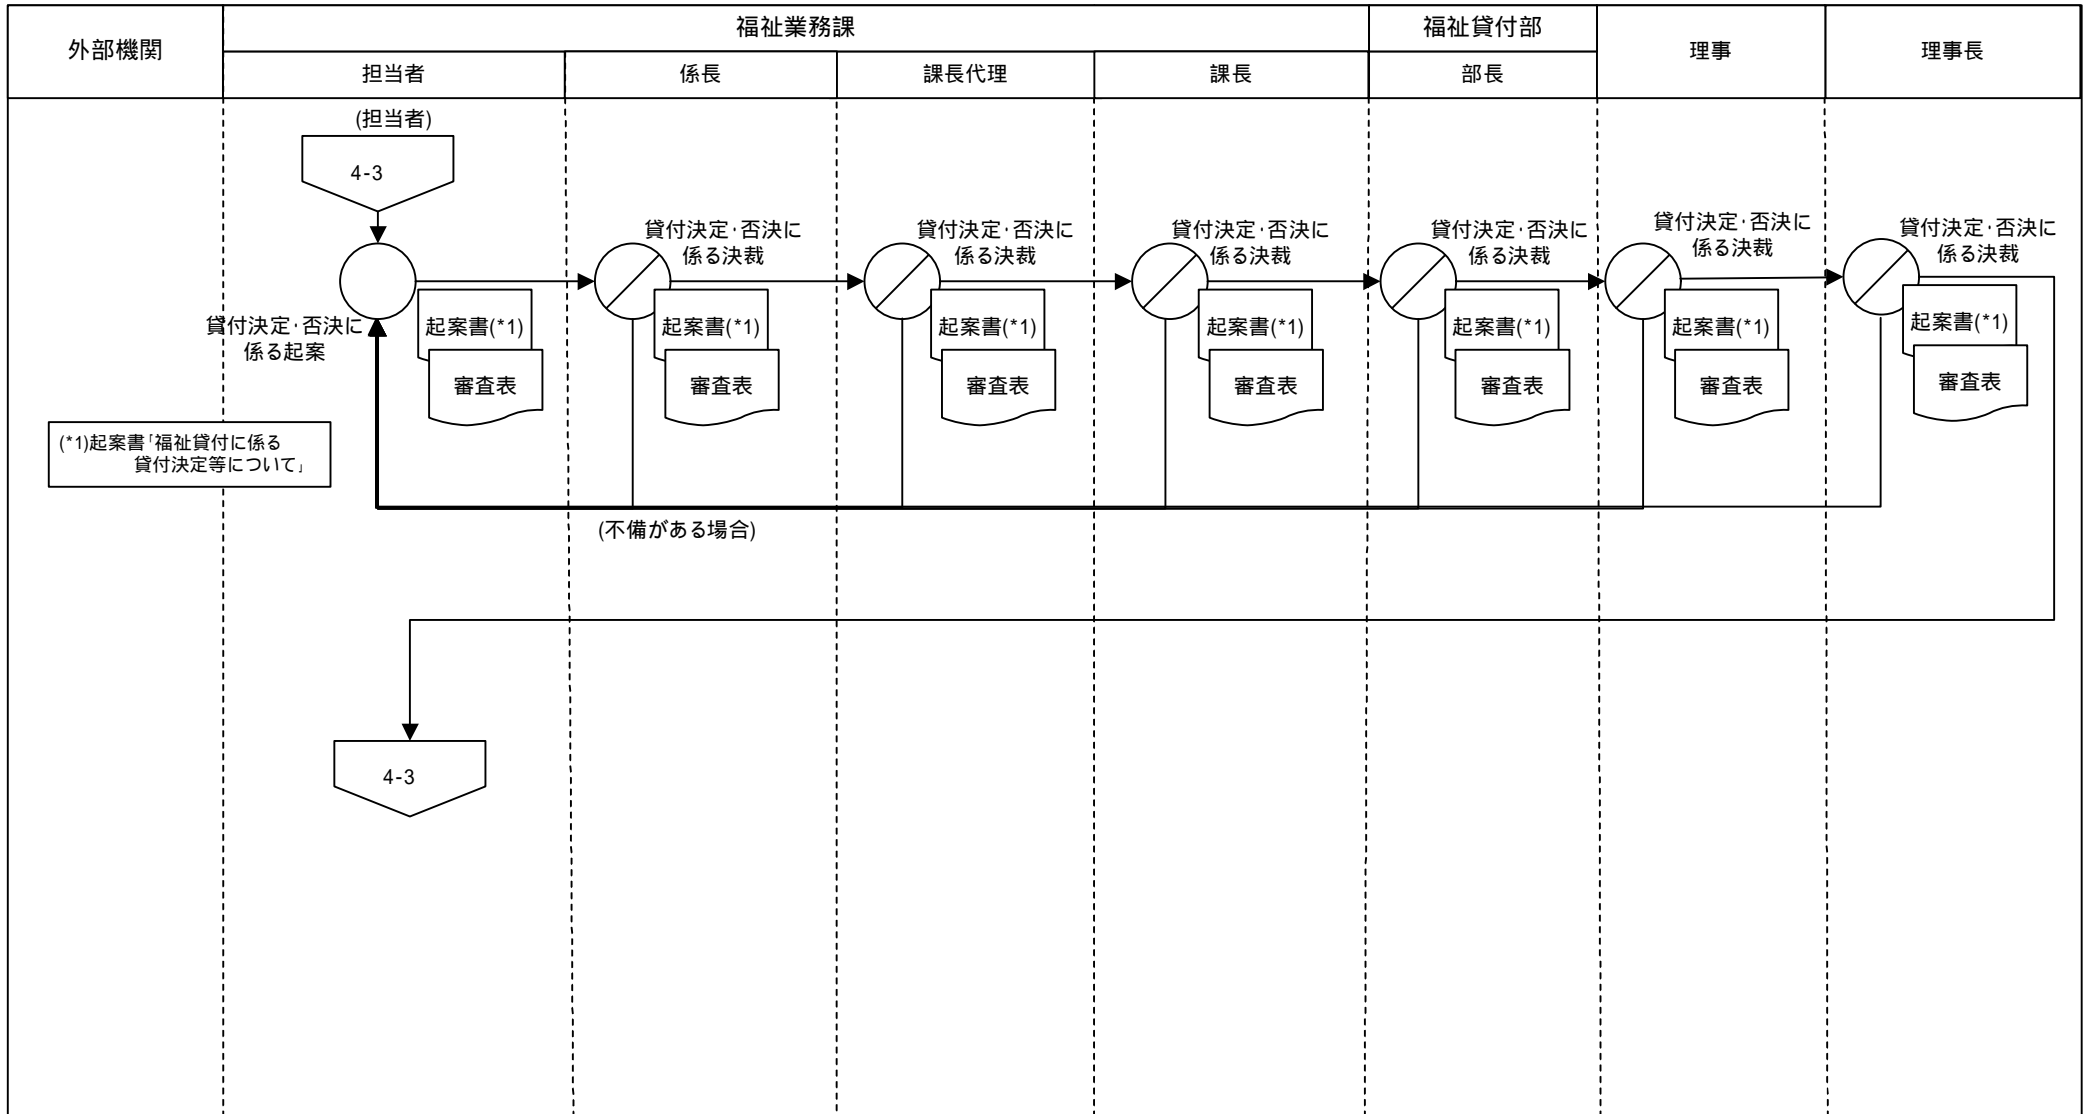 外部機関
福祉業務課
福祉貸付部
理事
理事長
担当者
係長
課長代理
課長
部長
(担当者)
4-3
貸付決定・否決に
係る起案
起案書(*1)
審査表
貸付決定・否決に
係る決裁
起案書(*1)
審査表
貸付決定・否決に
係る決裁
起案書(*1)
審査表
貸付決定・否決に
係る決裁
起案書(*1)
審査表
貸付決定・否決に
係る決裁
起案書(*1)
審査表
貸付決定・否決に
係る決裁
起案書(*1)
審査表
貸付決定・否決に
係る決裁
起案書(*1)
審査表
(*1)起案書「福祉貸付に係る
貸付決定等について」
(不備がある場合)
4-3